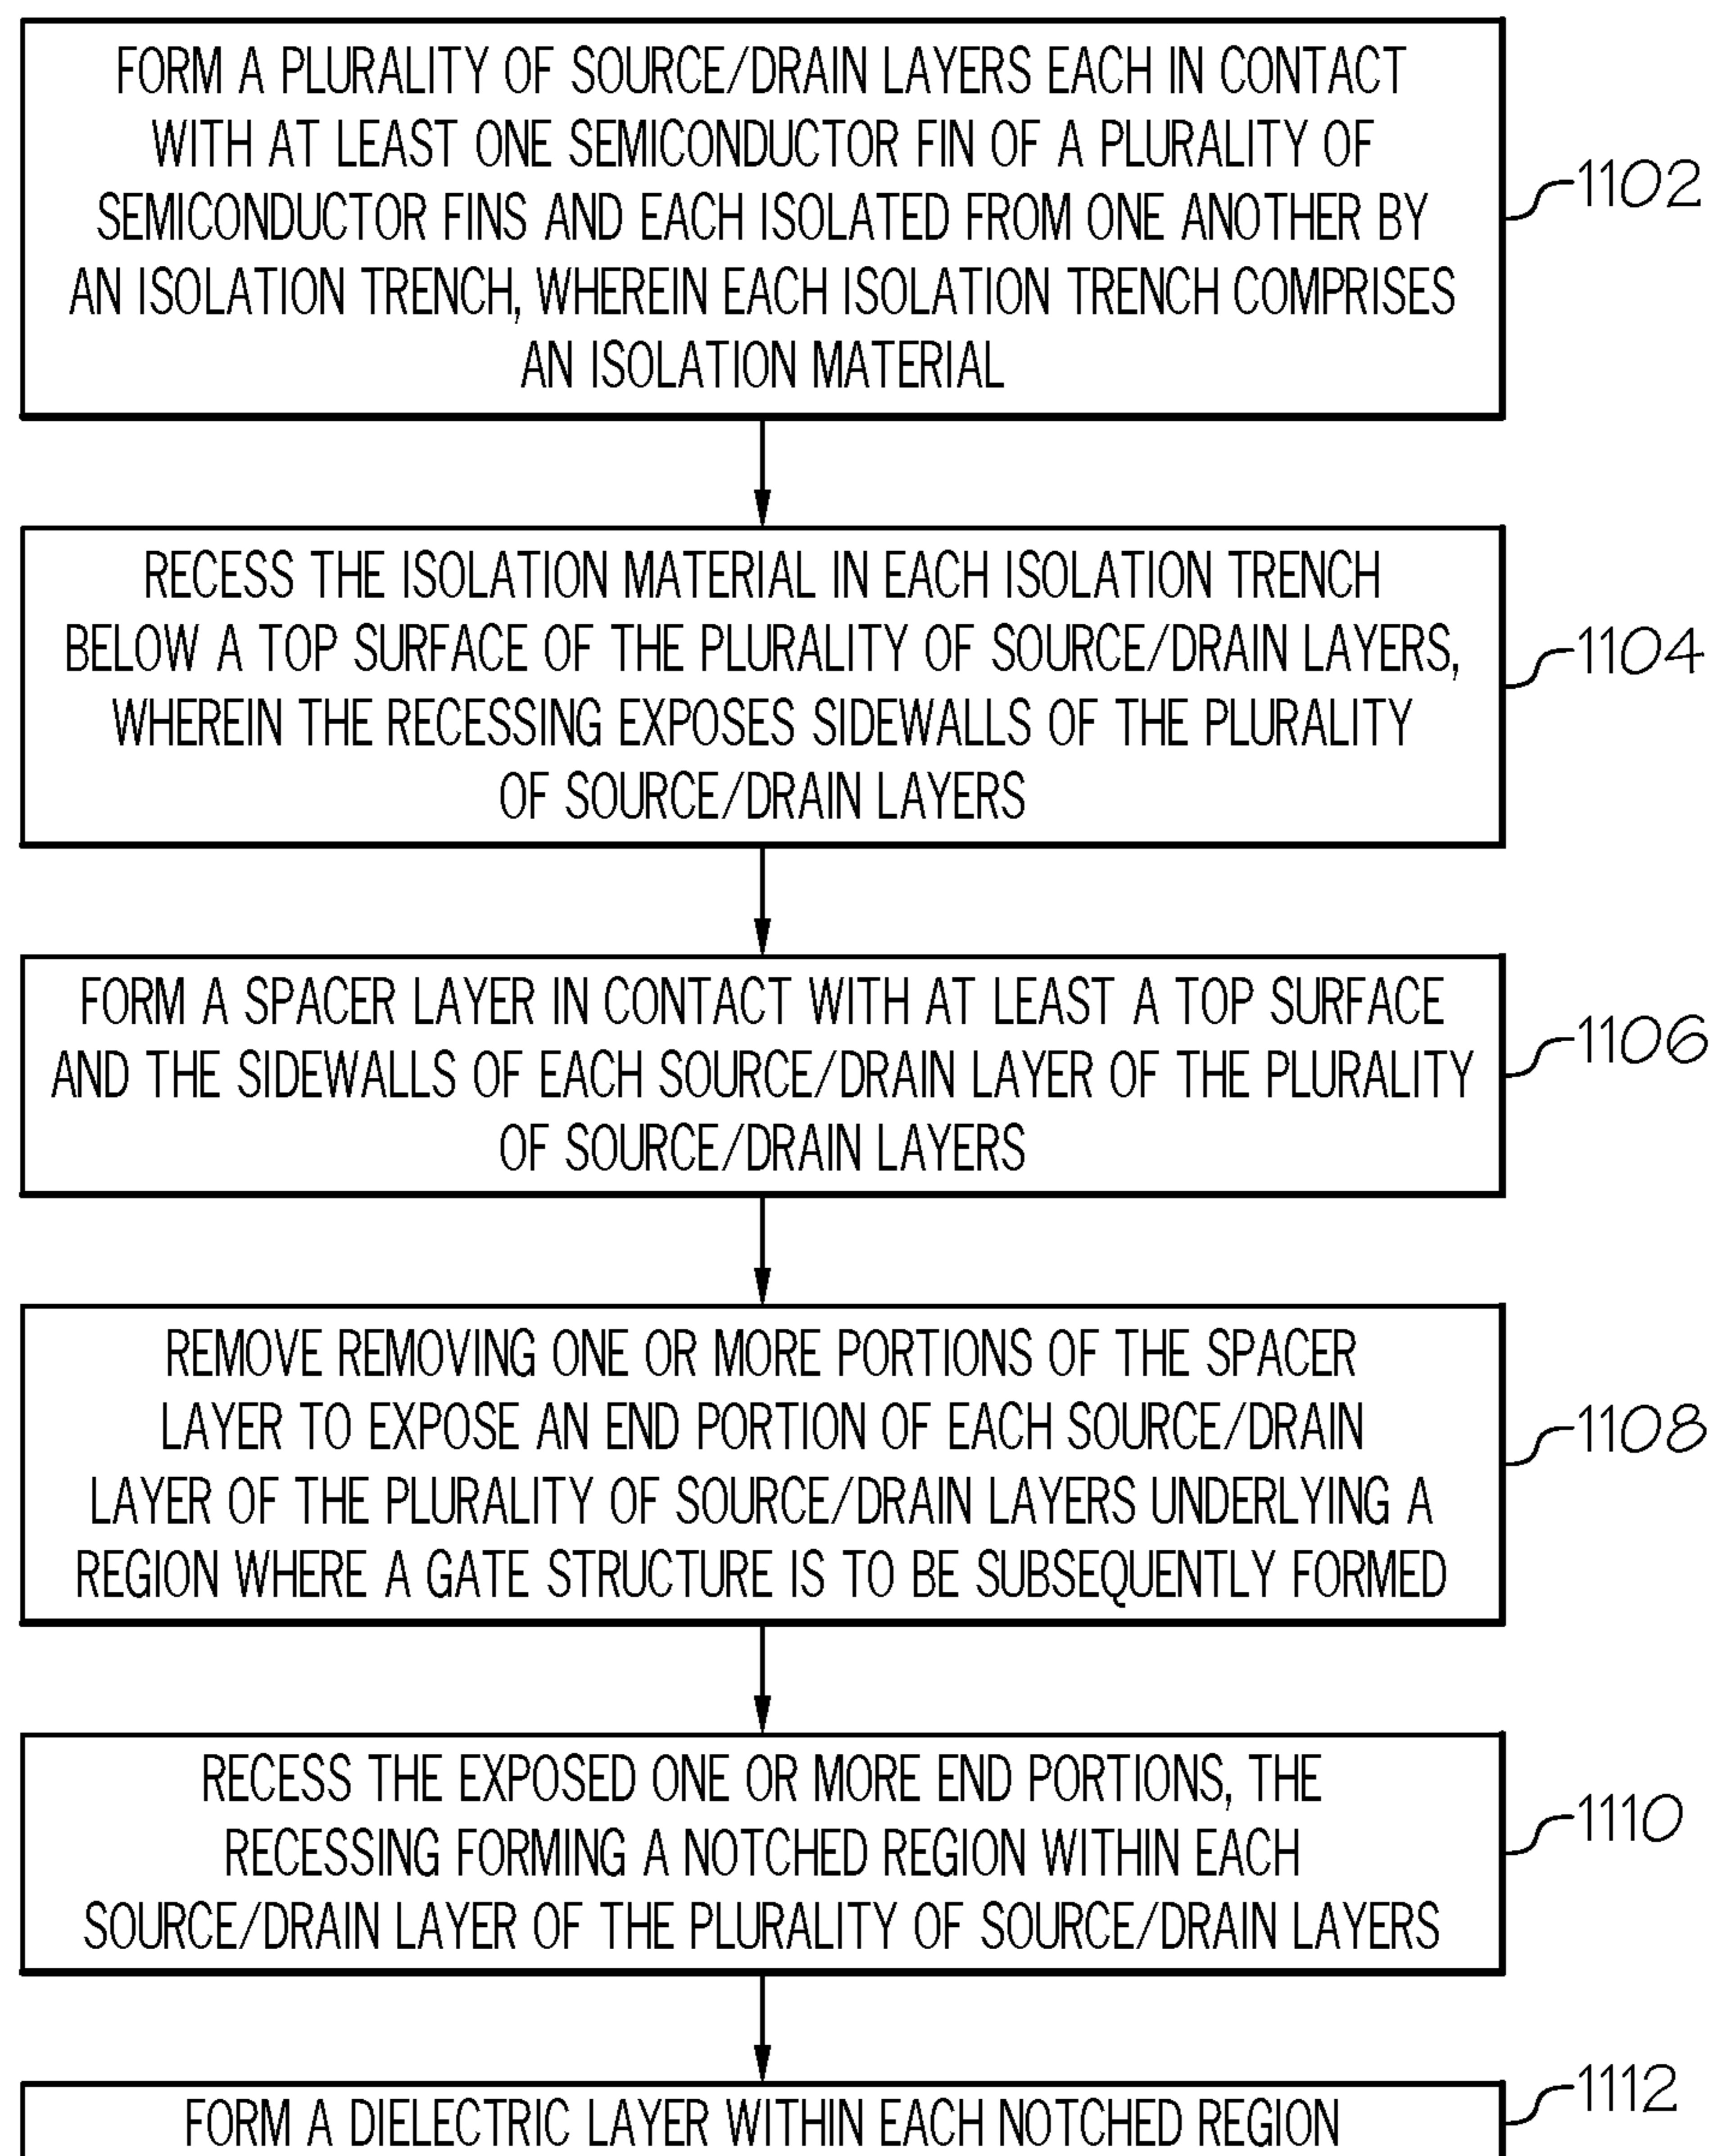 FORM A PLURALITY OF SOURCE/DRAIN LAYERS EACH IN CONTACT
WITH AT LEAST ONE SEMICONDUCTOR FIN OF A PLURALITY OF
SEMICONDUCTOR FINS AND EACH ISOLATED FROM ONE ANOTHER BY
AN ISOLATION TRENCH, WHEREIN EACH ISOLATION TRENCH COMPRISES
AN ISOLATION MATERIAL
1102
RECESS THE ISOLATION MATERIAL IN EACH ISOLATION TRENCH
BELOW A TOP SURFACE OF THE PLURALITY OF SOURCE/DRAIN LAYERS,
WHEREIN THE RECESSING EXPOSES SIDEWALLS OF THE PLURALITY
OF SOURCE/DRAIN LAYERS
1104
FORM A SPACER LAYER IN CONTACT WITH AT LEAST A TOP SURFACE
AND THE SIDEWALLS OF EACH SOURCE/DRAIN LAYER OF THE PLURALITY
OF SOURCE/DRAIN LAYERS
1106
REMOVE REMOVING ONE OR MORE PORTIONS OF THE SPACER
LAYER TO EXPOSE AN END PORTION OF EACH SOURCE/DRAIN
LAYER OF THE PLURALITY OF SOURCE/DRAIN LAYERS UNDERLYING A
REGION WHERE A GATE STRUCTURE IS TO BE SUBSEQUENTLY FORMED
1108
RECESS THE EXPOSED ONE OR MORE END PORTIONS, THE
RECESSING FORMING A NOTCHED REGION WITHIN EACH
SOURCE/DRAIN LAYER OF THE PLURALITY OF SOURCE/DRAIN LAYERS
1110
FORM A DIELECTRIC LAYER WITHIN EACH NOTCHED REGION
1112